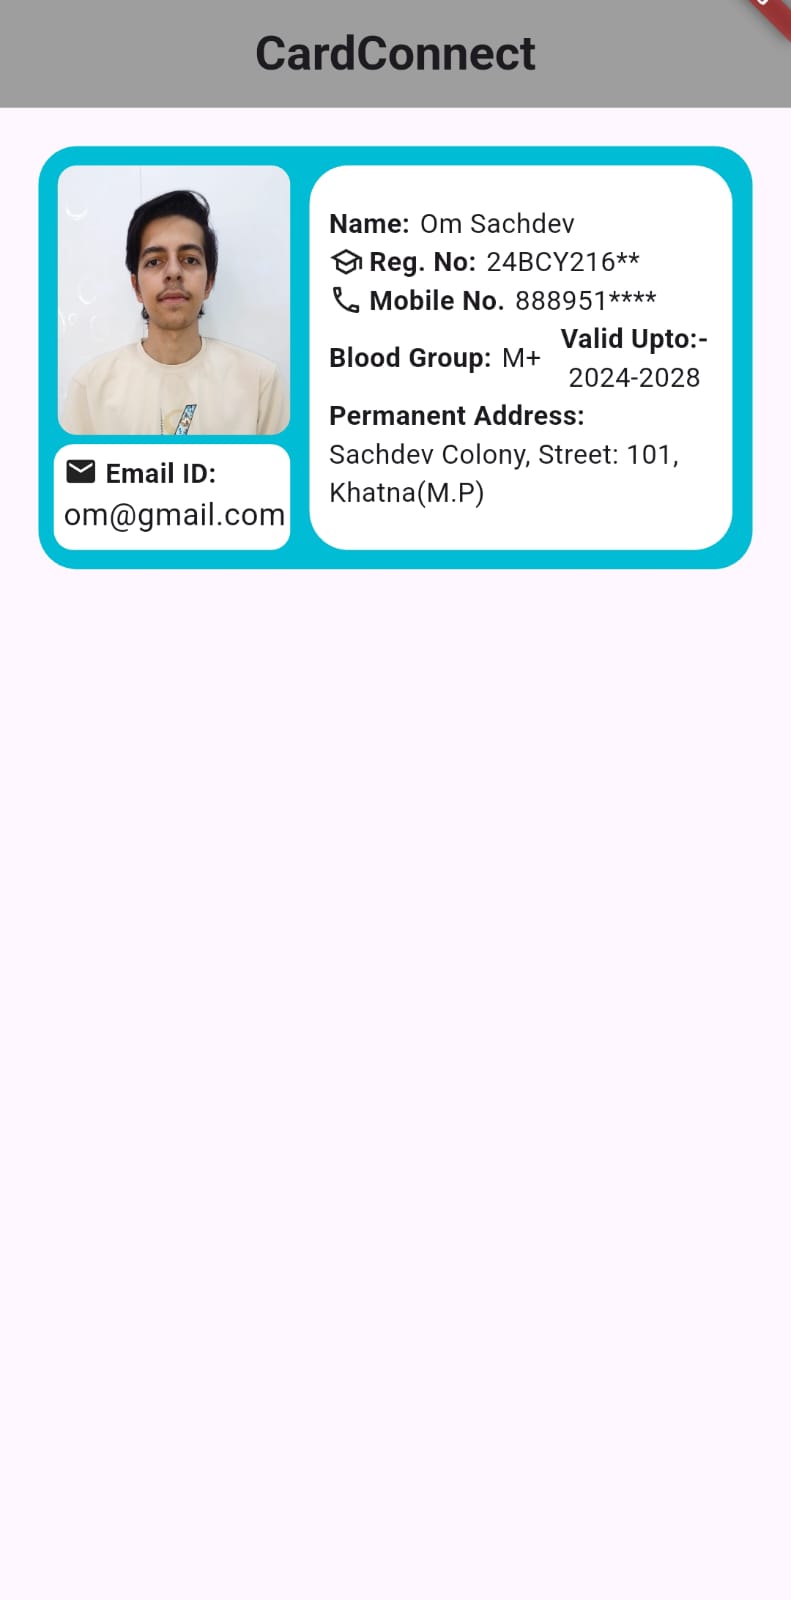 CardConnect
Name: Om Sachdev
Reg. No: 24BCY216**
Mobile No. 888951****
Blood Group: M+
Valid Upto:-
2024-2028
Permanent Address:
Sachdev Colony, Street: 101,
Khatna(M.P)
Email ID:
om@gmail.com